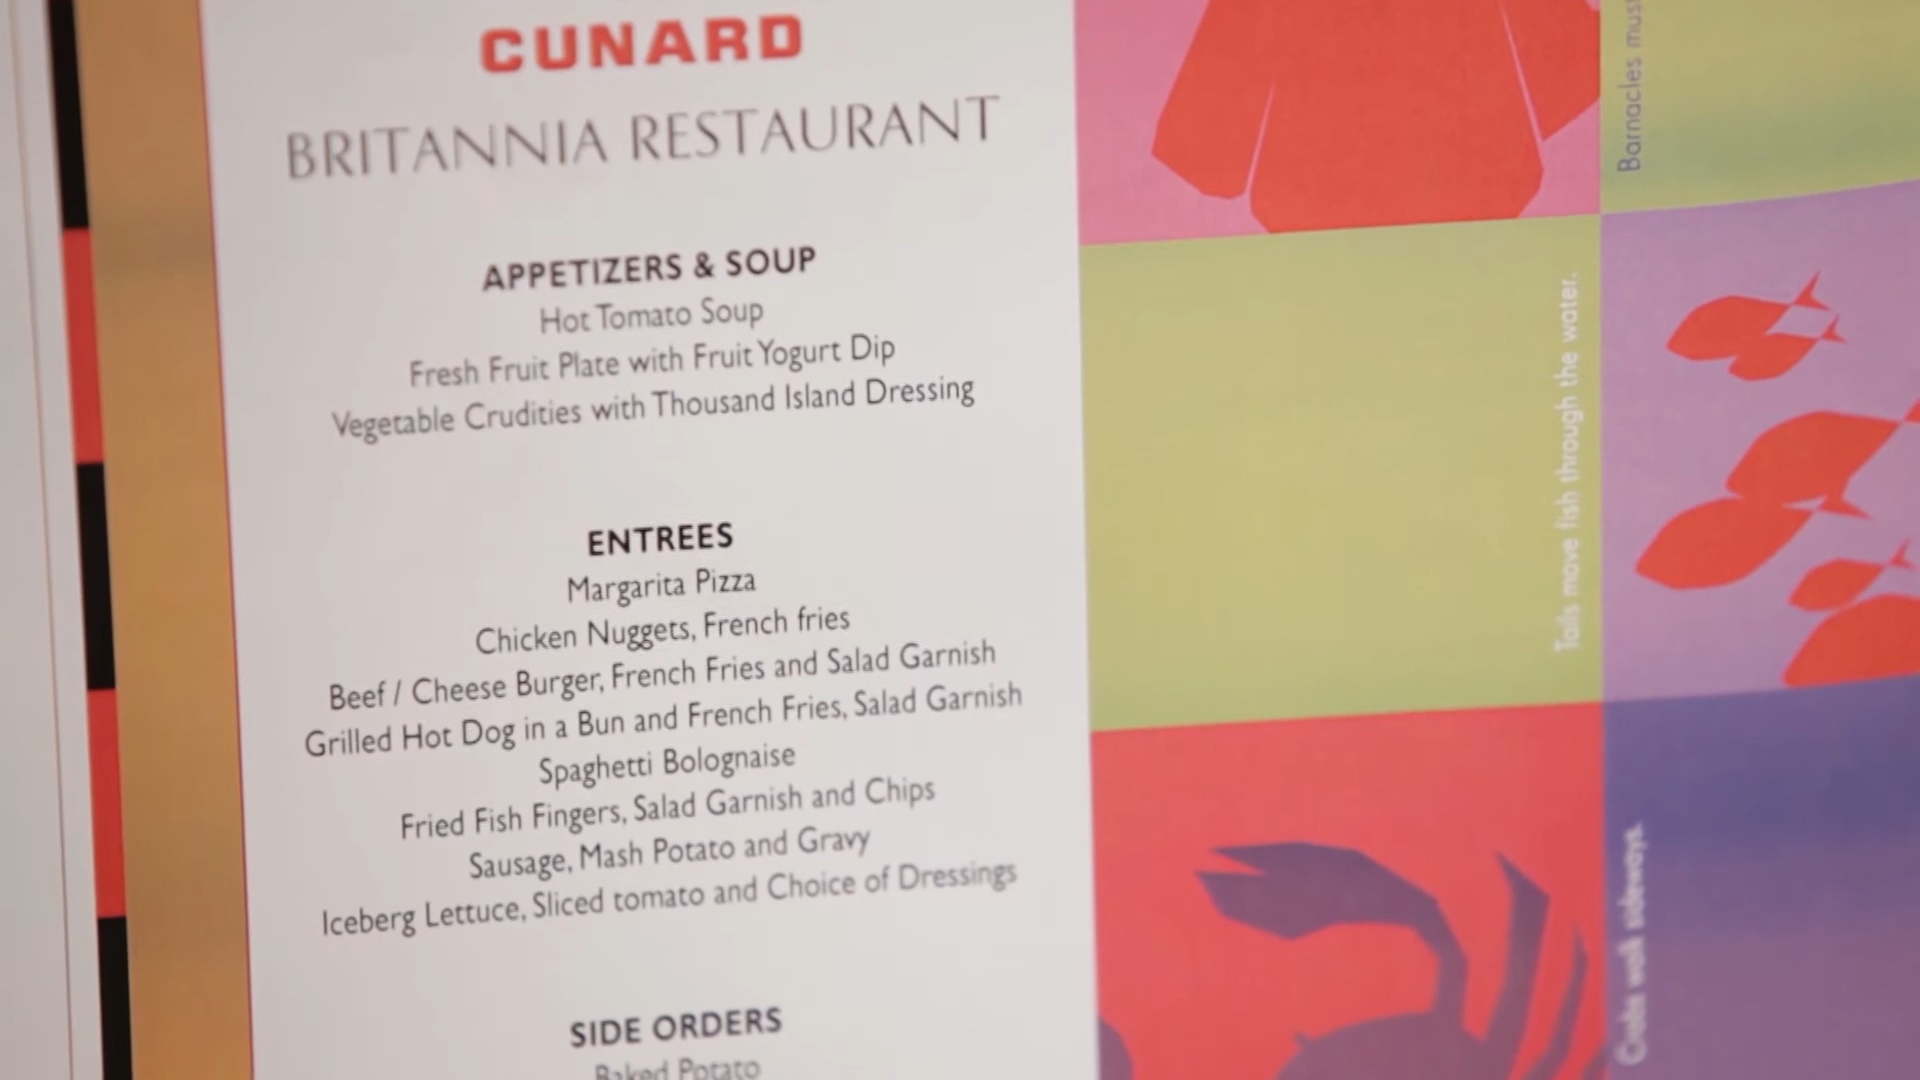 CUNARD
BRITANNIA RESTAURANT
APPETIZERS & SOUP
Hot Tomato Soup
Fresh Fruit Plate with Fruit Yogurt Dip
Vegetable Crudities with Thousand Island Dressing
ENTREES
Margarita Pizza
Chicken Nuggets, French fries
Beef / Cheese Burger, French Fries and Salad Garnish
Grilled Hot Dog in a Bun and French Fries, Salad Garnish
Spaghetti Bolognaise
Fried Fish Fingers, Salad Garnish and Chips
Sausage, Mash Potato and Gravy
Iceberg Lettuce, Sliced tomato and Choice of Dressings
SIDE ORDERS
Baked Potato
Barnacles must
Tails move fish through the water.
Crabs walk sideways.